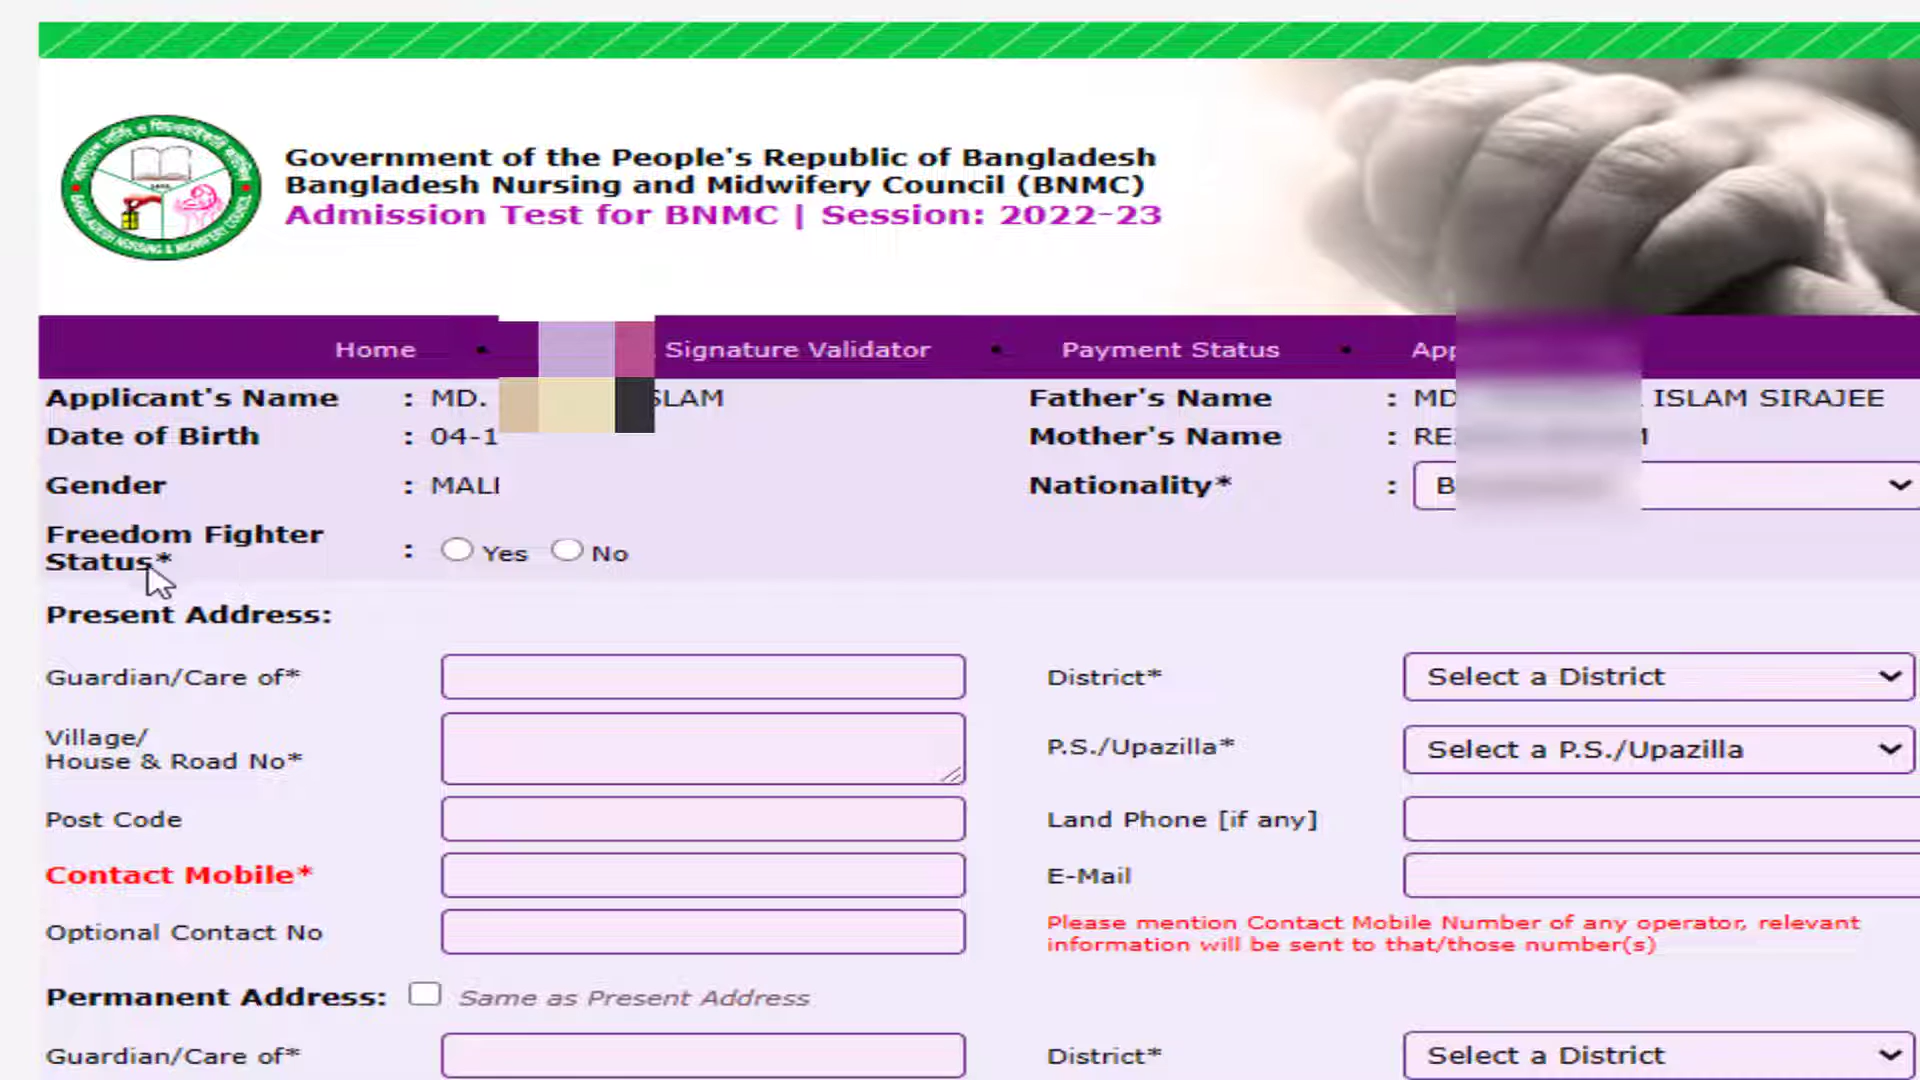 Government of the People's Republic of Bangladesh
Bangladesh Nursing and Midwifery Council (BNMC)
Admission Test for BNMC | Session: 2022-23
BANGLADESH NURSING & MIDWIFERY COUNCIL
Home Signature Validator Payment Status
Applicant's Name : MD. Father's Name : MD ISLAM SIRAJEE
Date of Birth : 04-1 Mother's Name :
Gender : Nationality* :
Freedom Fighter
Status* : Yes No
Present Address:
Guardian/Care of* District* Select a District
Village/
House & Road No* P.S./Upazilla* Select a P.S./Upazilla
Post Code Land Phone [if any]
Contact Mobile* E-Mail
Optional Contact No Please mention Contact Mobile Number of any operator, relevant
information will be sent to that/those number(s)
Permanent Address: Same as Present Address
Guardian/Care of* District* Select a District